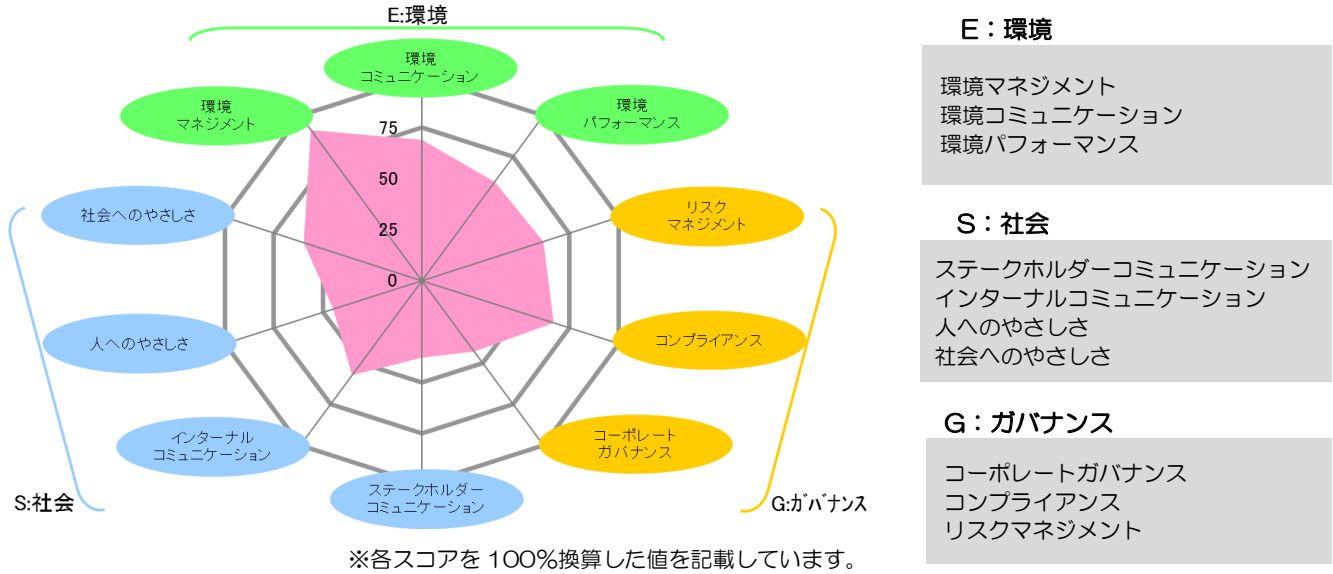 E:環境
環境
コミュニケーション
環境
マネジメント
環境
パフォーマンス
75
50
25
0
社会へのやさしさ
リスク
マネジメント
人へのやさしさ
コンプライアンス
インターナル
コミュニケーション
コーポレート
ガバナンス
ステークホルダー
コミュニケーション
S:社会
G:ガバナンス
※各スコアを100%換算した値を記載しています。
E:環境
環境マネジメント
環境コミュニケーション
環境パフォーマンス
S:社会
ステークホルダーコミュニケーション
インターナルコミュニケーション
人へのやさしさ
社会へのやさしさ
G:ガバナンス
コーポレートガバナンス
コンプライアンス
リスクマネジメント